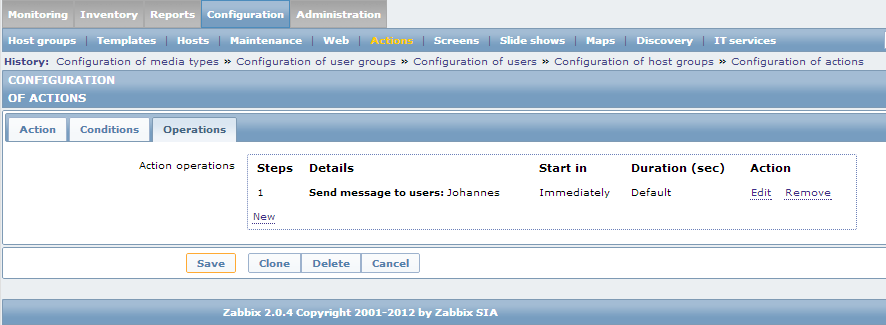 Monitoring Inventory Reports Configuration Administration
Host groups | Templates | Hosts | Maintenance | Web | Actions | Screens | Slide shows | Maps | Discovery | IT services
History: Configuration of media types » Configuration of user groups » Configuration of users » Configuration of host groups » Configuration of actions
CONFIGURATION
OF ACTIONS
Action Conditions Operations
Action operations Steps Details Start in Duration (sec) Action
1 Send message to users: Johannes Immediately Default Edit Remove
New
Save Clone Delete Cancel
Zabbix 2.0.4 Copyright 2001-2012 by Zabbix SIA